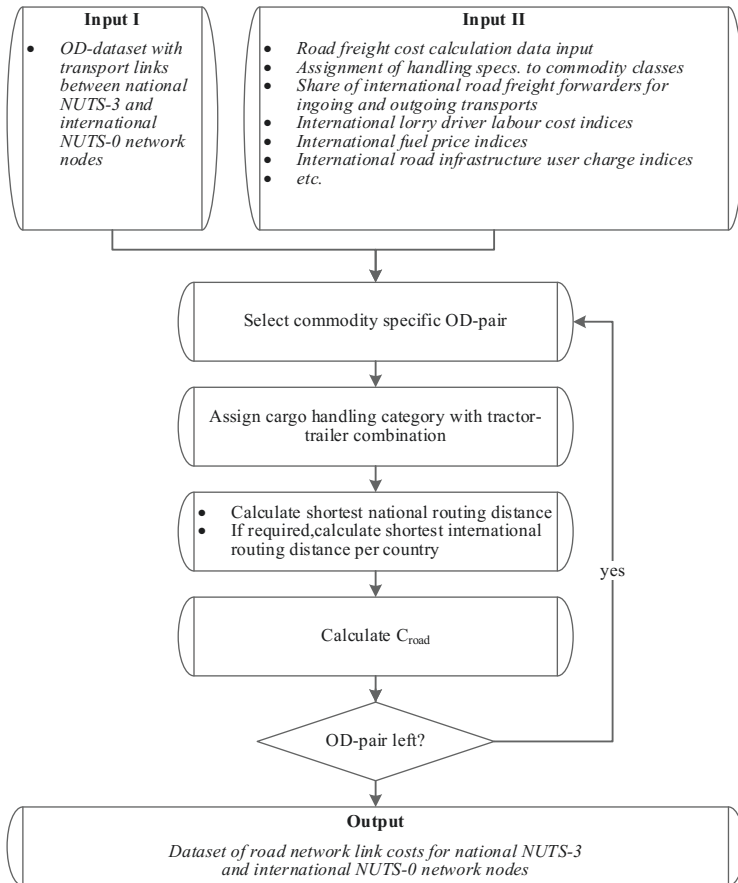 Input I
• OD-dataset with
transport links
between national
NUTS-3 and
international
NUTS-0 network
nodes
Input II
• Road freight cost calculation data input
• Assignment of handling specs. to commodity classes
• Share of international road freight forwarders for
ingoing and outgoing transports
• International lorry driver labour cost indices
• International fuel price indices
• International road infrastructure user charge indices
• etc.
Select commodity specific OD-pair
Assign cargo handling category with tractor-
trailer combination
• Calculate shortest national routing distance
• If required,calculate shortest international
routing distance per country
yes
Calculate Croad
OD-pair left?
Output
Dataset of road network link costs for national NUTS-3
and international NUTS-0 network nodes